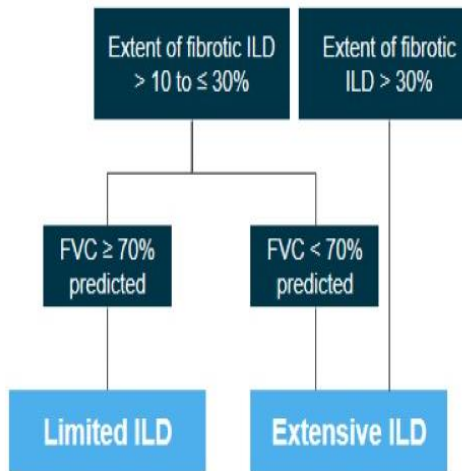 Extent of fibrotic ILD
> 10 to ≤ 30%
Extent of fibrotic
ILD > 30%
FVC ≥ 70%
predicted
FVC < 70%
predicted
Limited ILD
Extensive ILD